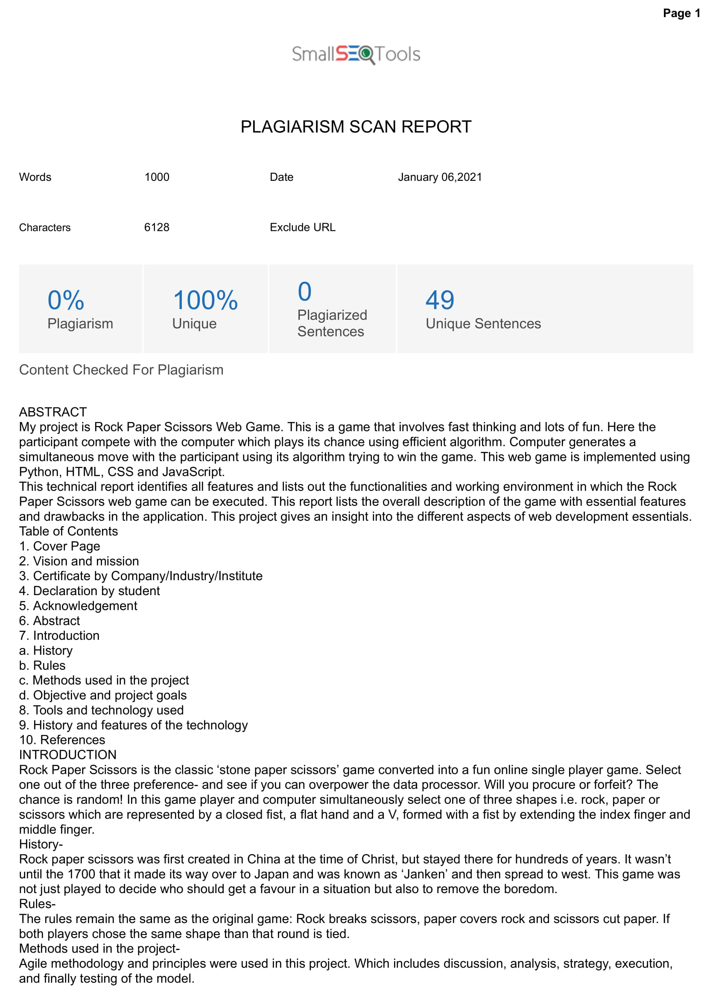 Page 1
SmallSEOTools
PLAGIARISM SCAN REPORT
Words 1000 Date January 06,2021
Characters 6128 Exclude URL
0% 100% 0 49
Plagiarism Unique Plagiarized Sentences Unique Sentences
Content Checked For Plagiarism
ABSTRACT
My project is Rock Paper Scissors Web Game. This is a game that involves fast thinking and lots of fun. Here the
participant compete with the computer which plays its chance using efficient algorithm. Computer generates a
simultaneous move with the participant using its algorithm trying to win the game. This web game is implemented using
Python, HTML, CSS and JavaScript.
This technical report identifies all features and lists out the functionalities and working environment in which the Rock
Paper Scissors web game can be executed. This report lists the overall description of the game with essential features
and drawbacks in the application. This project gives an insight into the different aspects of web development essentials.
Table of Contents
1. Cover Page
2. Vision and mission
3. Certificate by Company/Industry/Institute
4. Declaration by student
5. Acknowledgement
6. Abstract
7. Introduction
a. History
b. Rules
c. Methods used in the project
d. Objective and project goals
8. Tools and technology used
9. History and features of the technology
10. References
INTRODUCTION
Rock Paper Scissors is the classic ‘stone paper scissors’ game converted into a fun online single player game. Select
one out of the three preference- and see if you can overpower the data processor. Will you procure or forfeit? The
chance is random! In this game player and computer simultaneously select one of three shapes i.e. rock, paper or
scissors which are represented by a closed fist, a flat hand and a V, formed with a fist by extending the index finger and
middle finger.
History-
Rock paper scissors was first created in China at the time of Christ, but stayed there for hundreds of years. It wasn’t
until the 1700 that it made its way over to Japan and was known as ‘Janken’ and then spread to west. This game was
not just played to decide who should get a favour in a situation but also to remove the boredom.
Rules-
The rules remain the same as the original game: Rock breaks scissors, paper covers rock and scissors cut paper. If
both players chose the same shape than that round is tied.
Methods used in the project-
Agile methodology and principles were used in this project. Which includes discussion, analysis, strategy, execution,
and finally testing of the model.